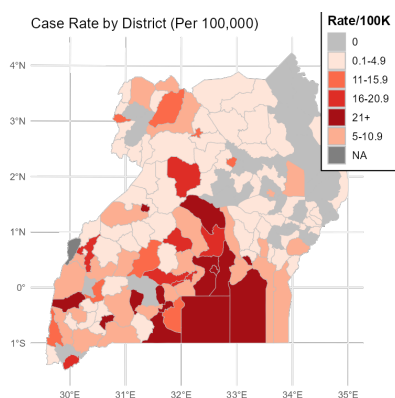 Case Rate by District (Per 100,000)
Rate/100K
0
0.1-4.9
11-15.9
16-20.9
21+
5-10.9
NA
4°N
3°N
2°N
1°N
0°
1°S
30°E 31°E 32°E 33°E 34°E 35°E